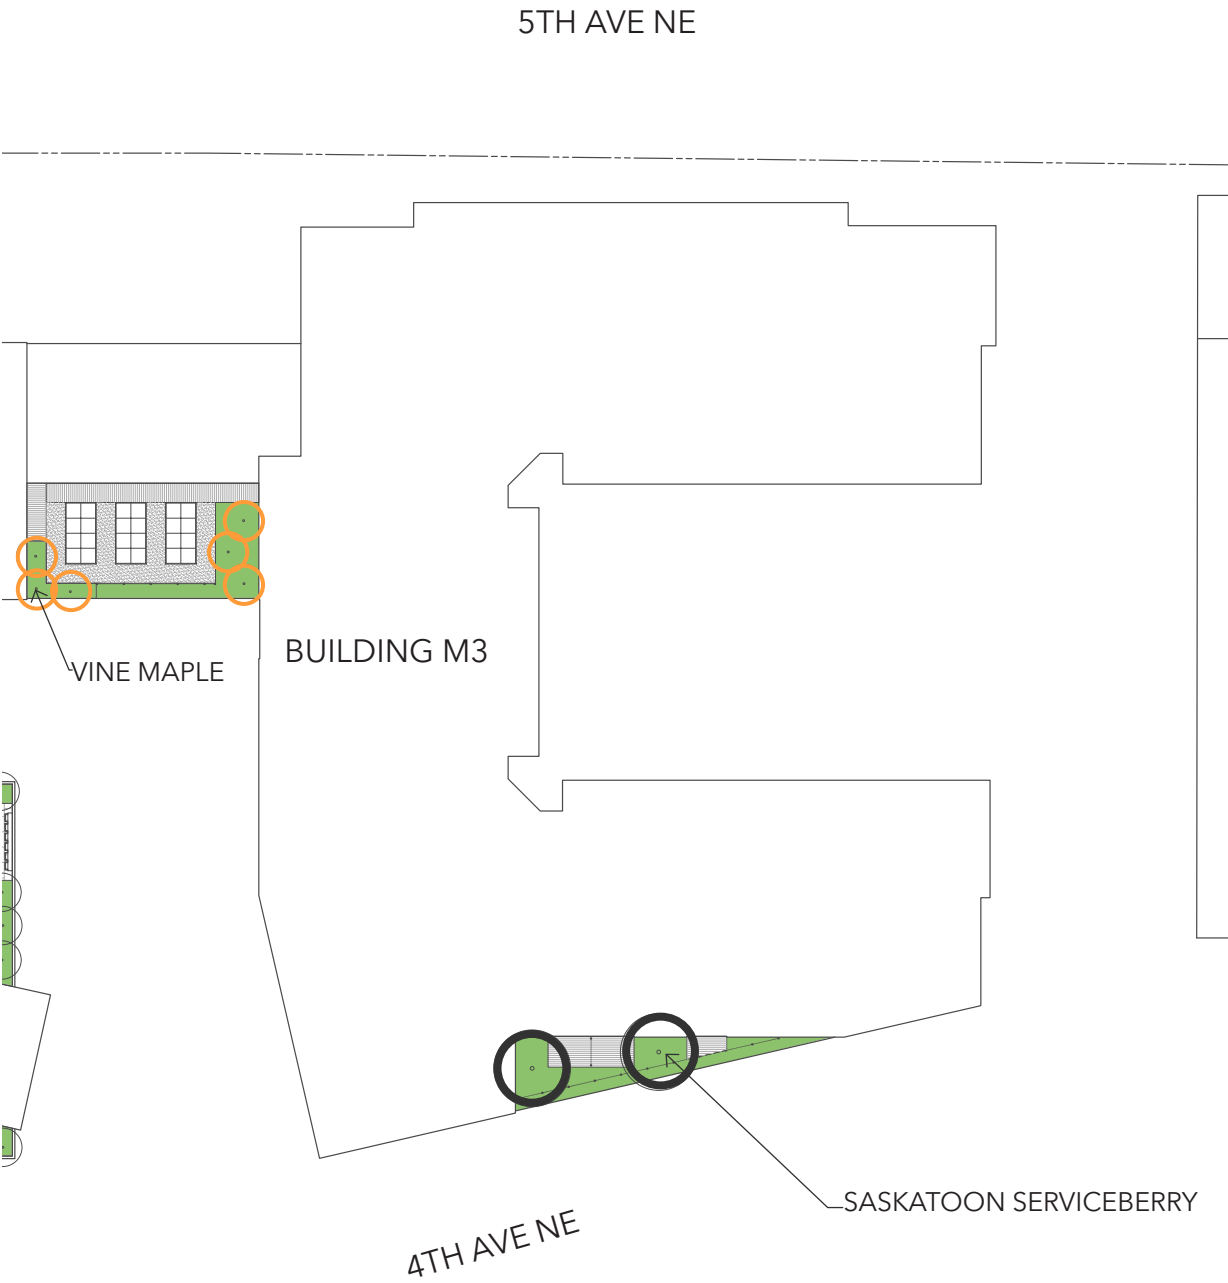 5TH AVE NE
BUILDING M3
VINE MAPLE
SASKATOON SERVICEBERRY
4TH AVE NE